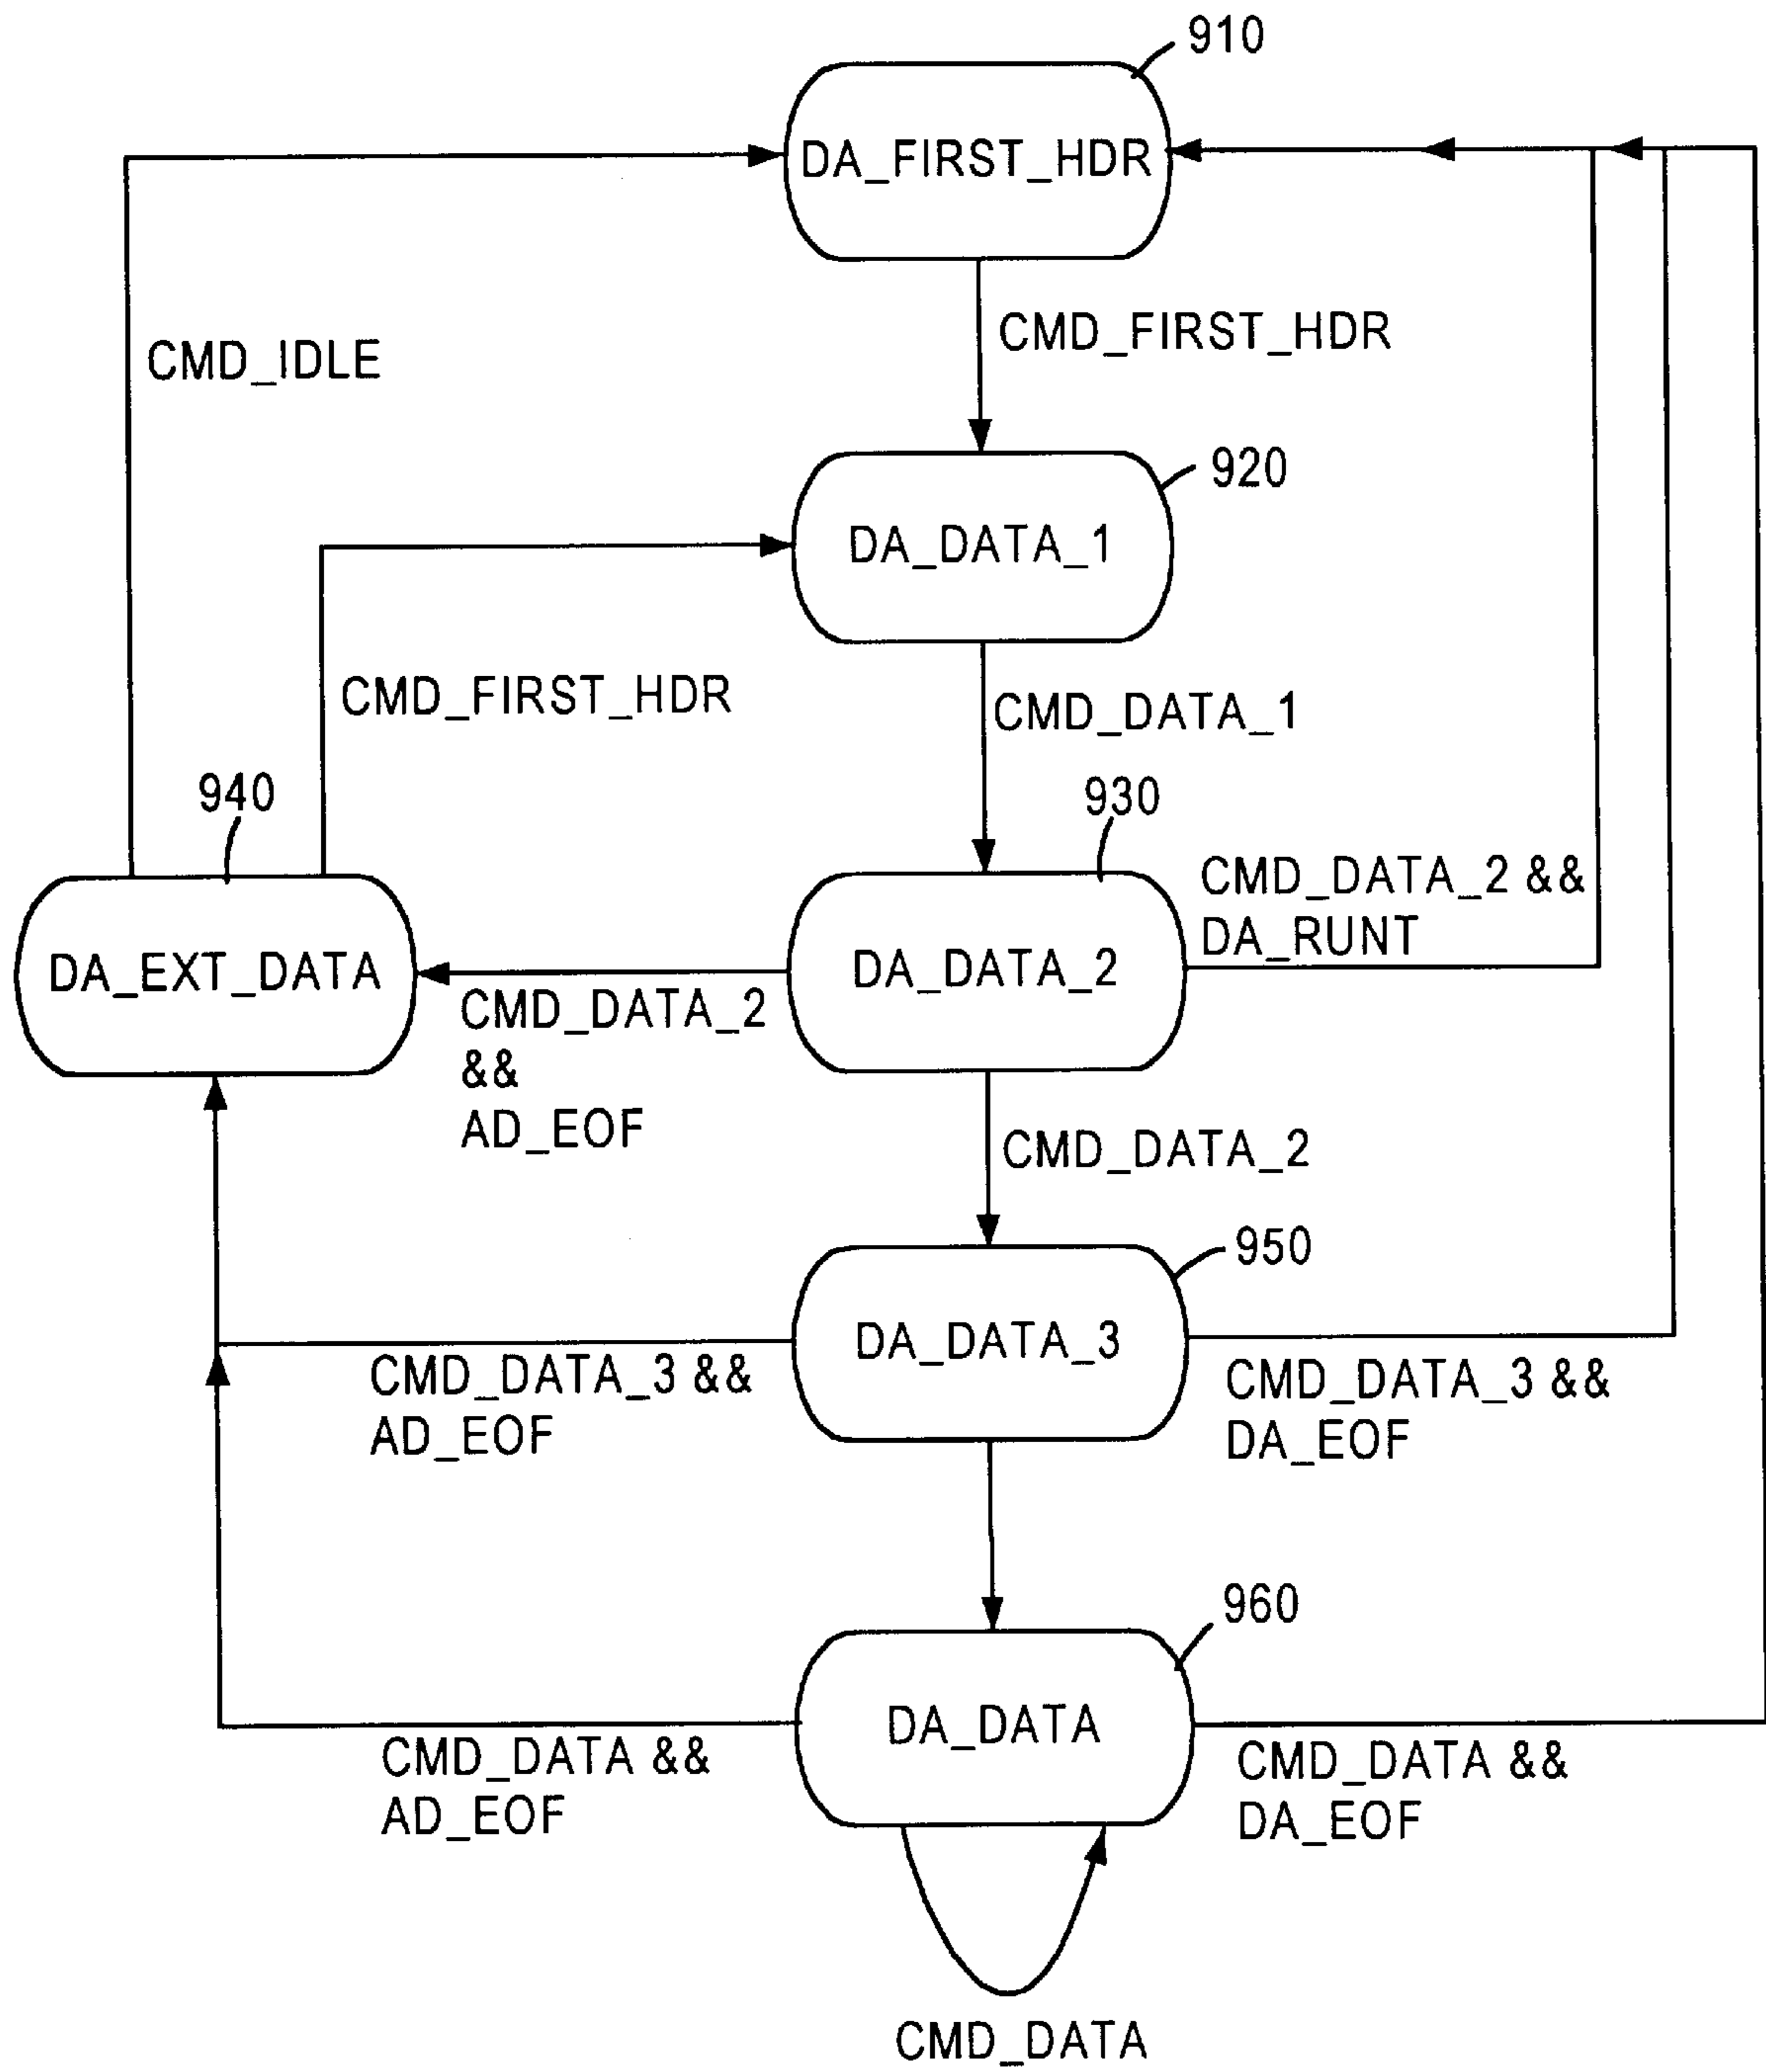 910
DA_FIRST_HDR
CMD_FIRST_HDR
CMD_IDLE
920
DA_DATA_1
CMD_FIRST_HDR
CMD_DATA_1
940
930
CMD_DATA_2 &&
DA_RUNT
DA_EXT_DATA
DA_DATA_2
CMD_DATA_2
&&
AD_EOF
CMD_DATA_2
950
DA_DATA_3
CMD_DATA_3 &&
AD_EOF
CMD_DATA_3 &&
DA_EOF
960
DA_DATA
CMD_DATA &&
AD_EOF
CMD_DATA &&
DA_EOF
CMD_DATA